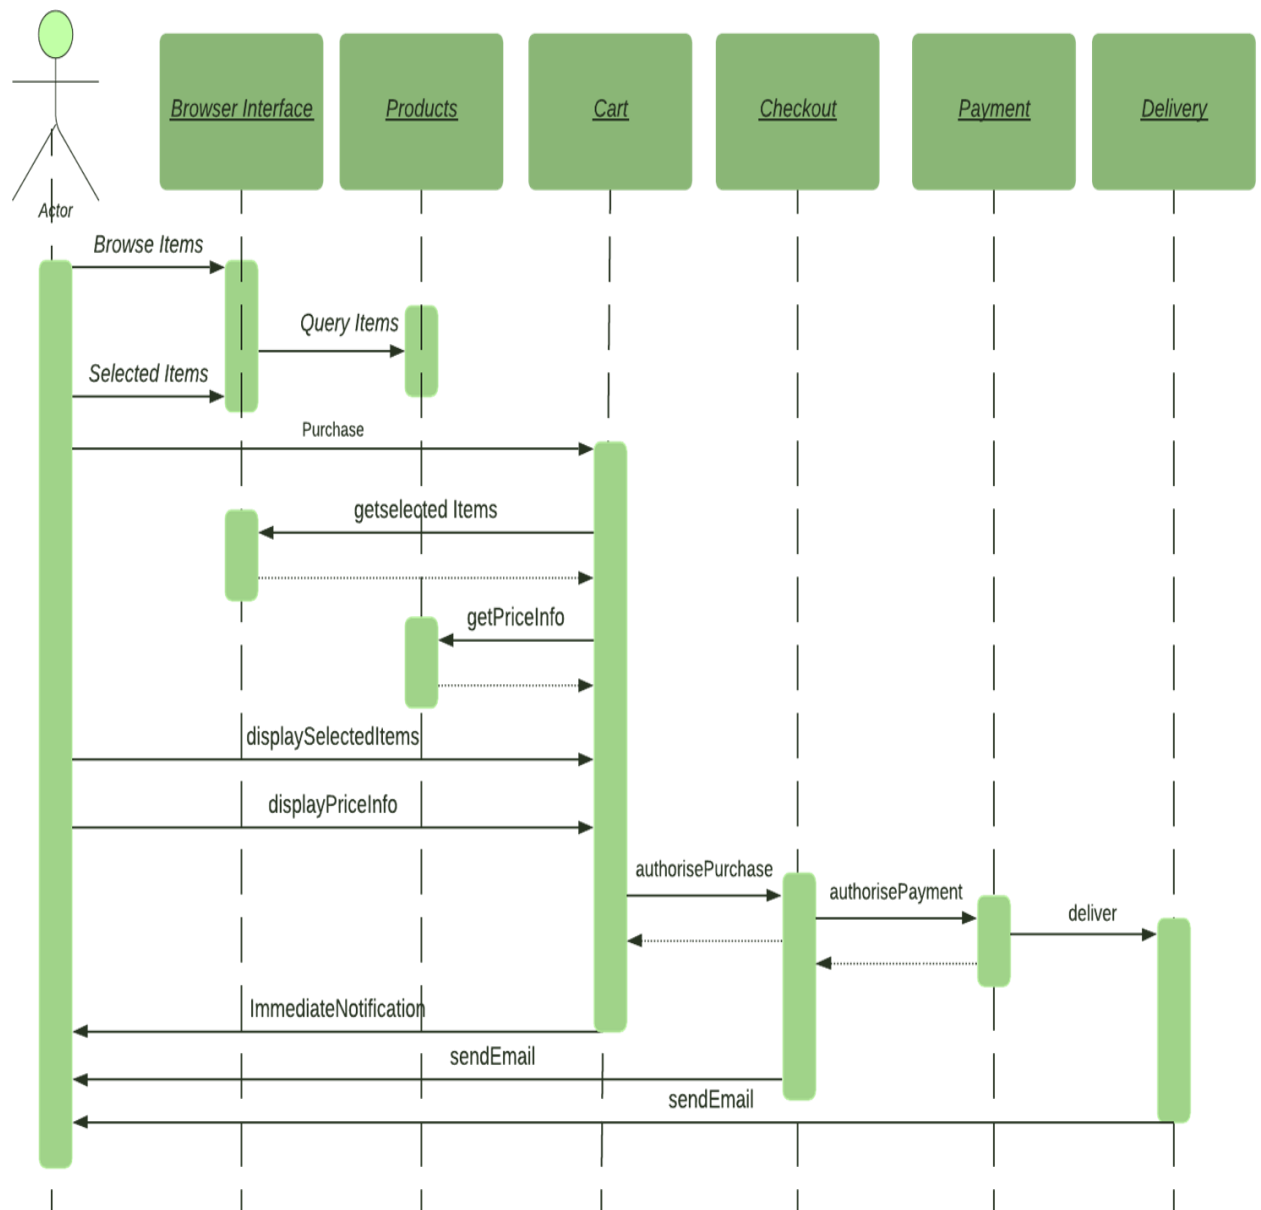 Browser Interface
Products
Cart
Checkout
Payment
Delivery
Actor
Browse Items
Query Items
Selected Items
Purchase
getselected Items
getPriceInfo
displaySelectedItems
displayPriceInfo
authorisePurchase
authorisePayment
deliver
ImmediateNotification
sendEmail
sendEmail